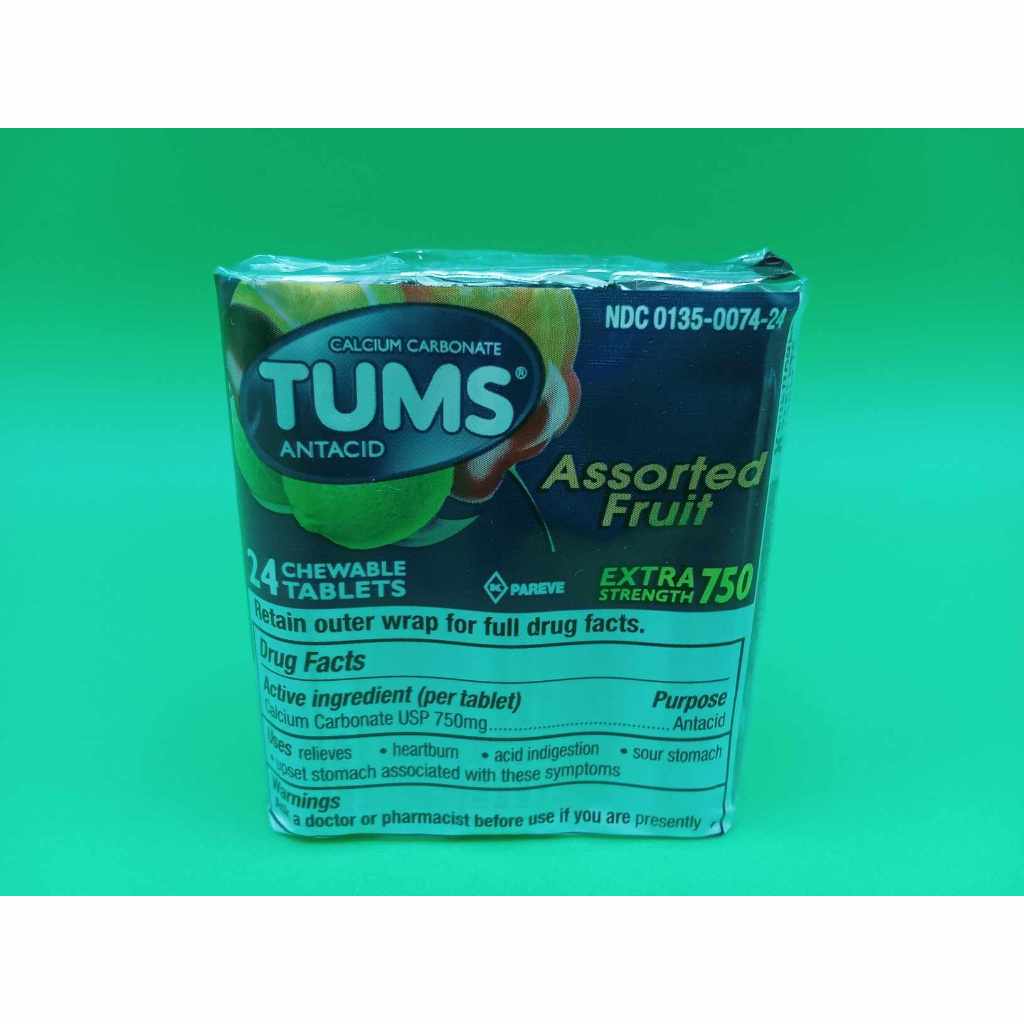 NDC 0135-0074-24
CALCIUM CARBONATE
TUMS®
ANTACID
Assorted
Fruit
24 CHEWABLE
TABLETS
K PAREVE
EXTRA
STRENGTH 750
Retain outer wrap for full drug facts.
Drug Facts
Active ingredient (per tablet) Purpose
Calcium Carbonate USP 750mg..............................Antacid
Uses relieves • heartburn • acid indigestion • sour stomach
• upset stomach associated with these symptoms
Warnings
Ask a doctor or pharmacist before use if you are presently